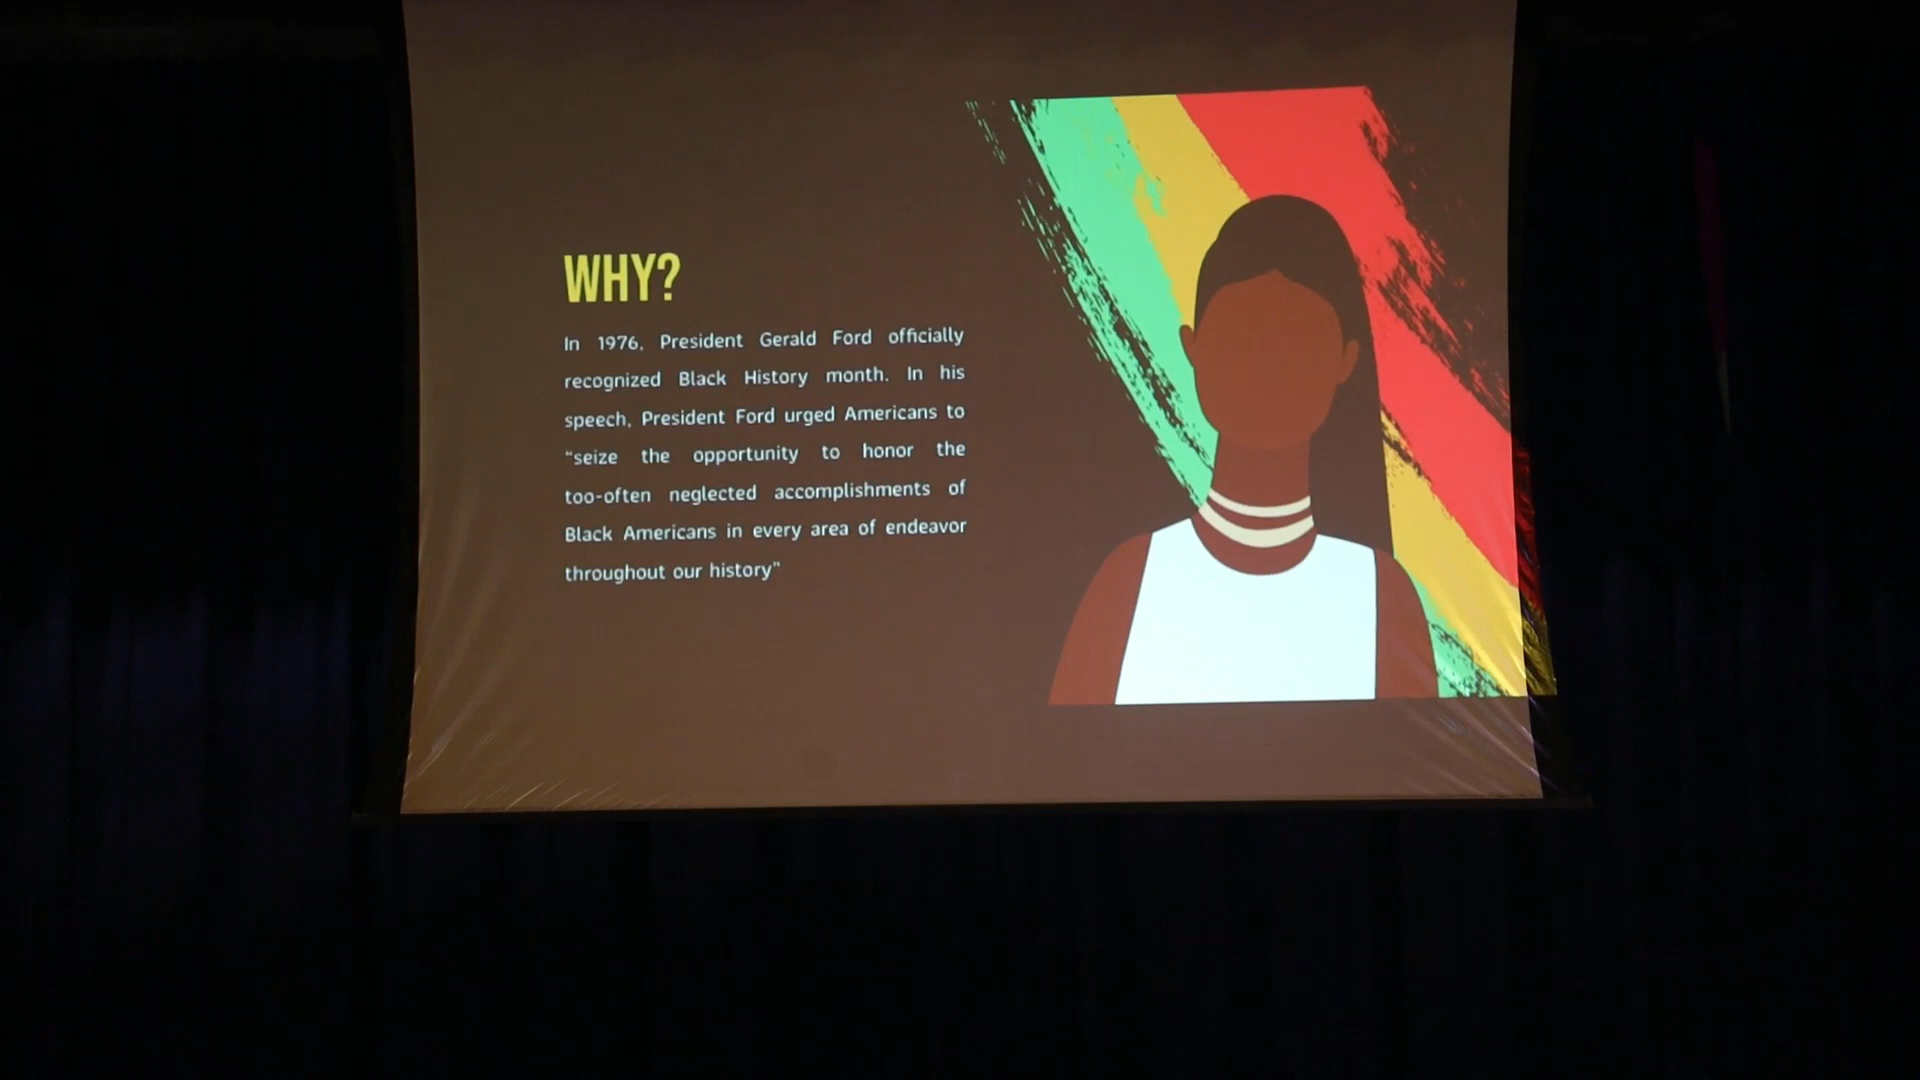 WHY?
In 1976, President Gerald Ford officially
recognized Black History month. In his
speech, President Ford urged Americans to
“seize the opportunity to honor the
too-often neglected accomplishments of
Black Americans in every area of endeavor
throughout our history”